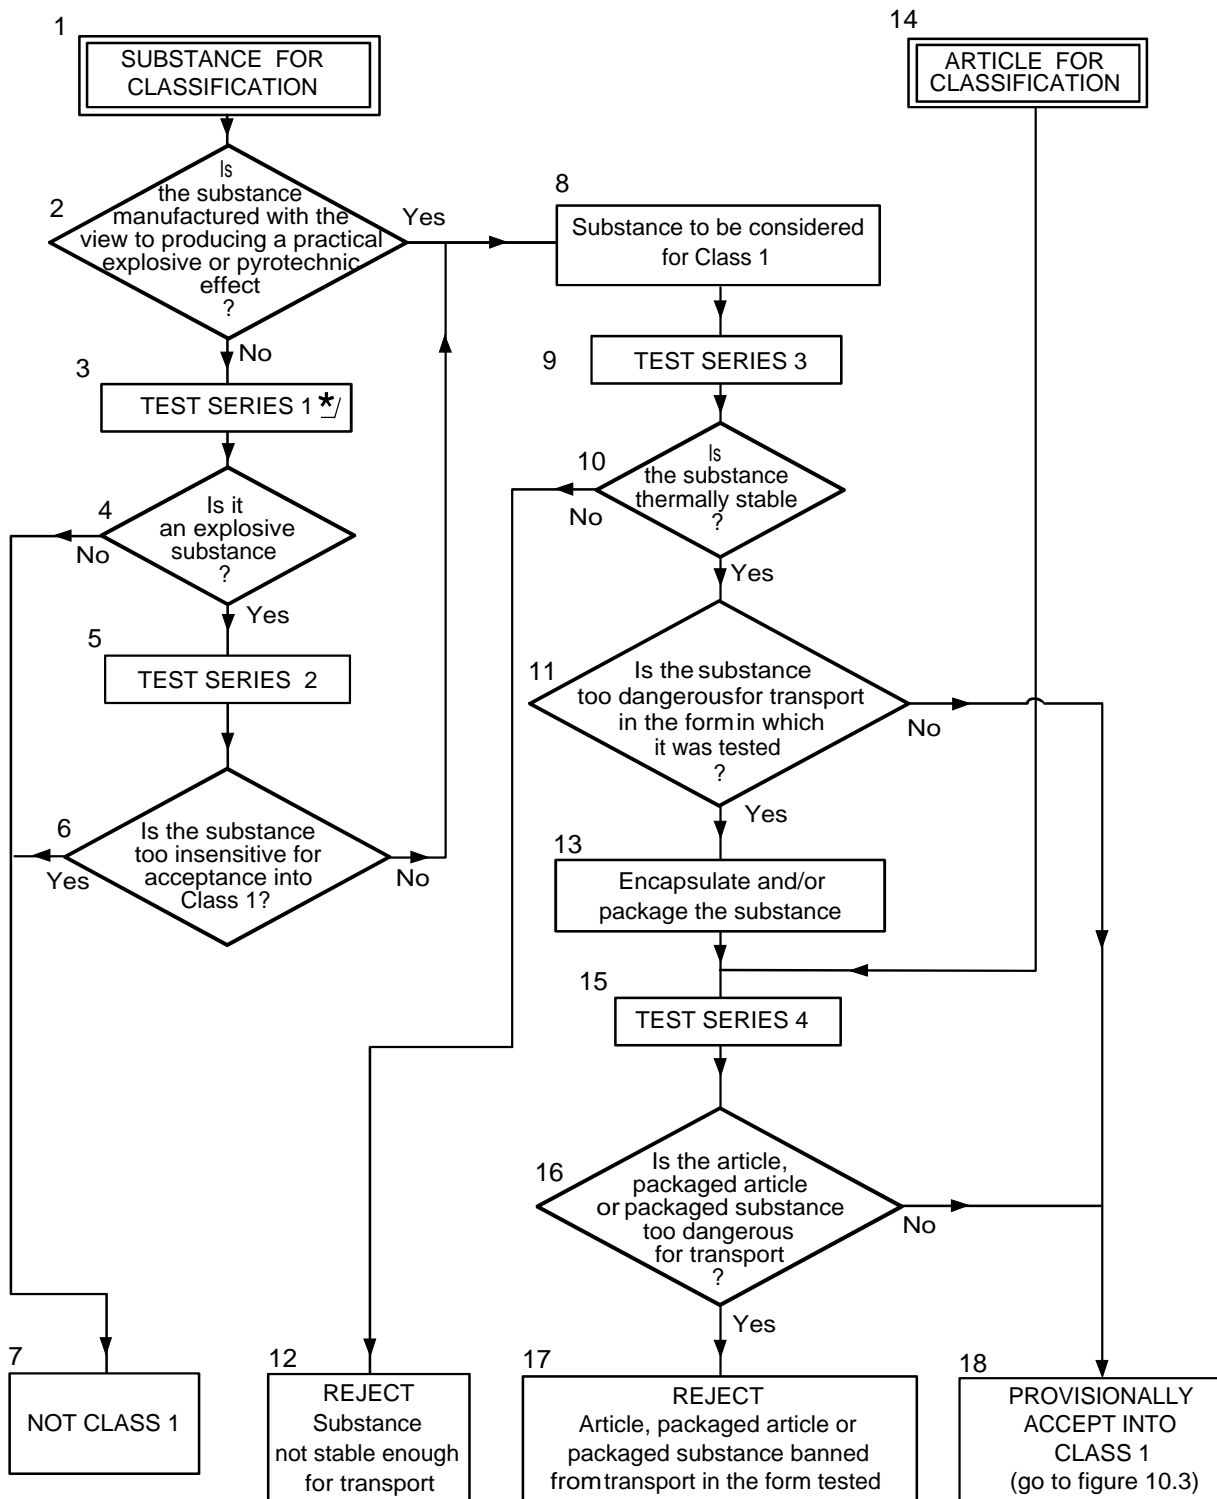 1
SUBSTANCE FOR
CLASSIFICATION
14
ARTICLE FOR
CLASSIFICATION
2
Is
the substance
manufactured with the
view to producing a practical
explosive or pyrotechnic
effect
?
Yes
No
8
Substance to be considered
for Class 1
3
TEST SERIES 1 */
9
TEST SERIES 3
4
Is it
an explosive
substance
?
No
Yes
10
Is
the substance
thermally stable
?
No
Yes
5
TEST SERIES 2
11
Is the substance
too dangerous for transport
in the form in which
it was tested
?
No
Yes
6
Is the substance
too insensitive for
acceptance into
Class 1?
Yes
No
13
Encapsulate and/or
package the substance
15
TEST SERIES 4
16
Is the article,
packaged article
or packaged substance
too dangerous
for transport
?
No
Yes
7
NOT CLASS 1
12
REJECT
Substance
not stable enough
for transport
17
REJECT
Article, packaged article or
packaged substance banned
from transport in the form tested
18
PROVISIONALLY
ACCEPT INTO
CLASS 1
(go to figure 10.3)